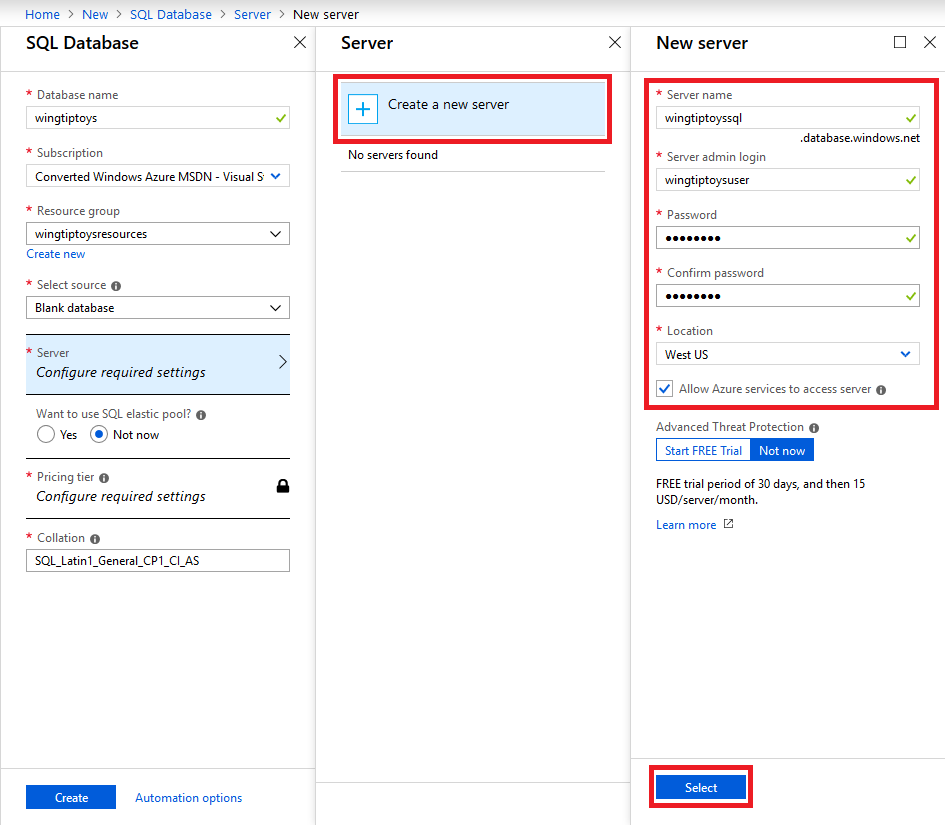 Home > New > SQL Database > Server > New server
SQL Database
* Database name
wingtiptoys
* Subscription
Converted Windows Azure MSDN - Visual S
* Resource group
wingtiptoysresources
Create new
* Select source
Blank database
* Server
Configure required settings
Want to use SQL elastic pool?
Yes Not now
* Pricing tier
Configure required settings
* Collation
SQL_Latin1_General_CP1_CI_AS
Create Automation options
Server
Create a new server
No servers found
New server
* Server name
wingtiptoyssql
.database.windows.net
* Server admin login
wingtiptoysuser
* Password
●●●●●●●●
* Confirm password
●●●●●●●●
* Location
West US
Allow Azure services to access server
Advanced Threat Protection
Start FREE Trial Not now
FREE trial period of 30 days, and then 15
USD/server/month.
Learn more
Select